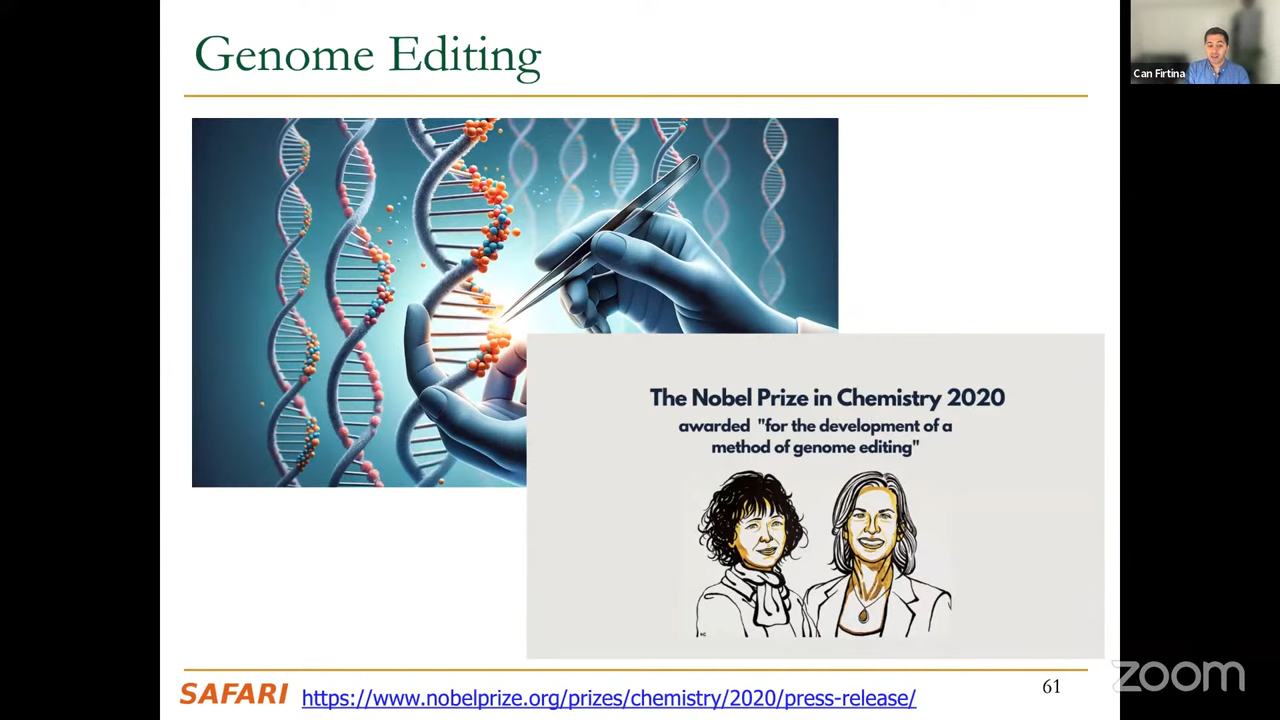 Genome Editing
Can Firtina
The Nobel Prize in Chemistry 2020
awarded "for the development of a
method of genome editing"
SAFARI
https://www.nobelprize.org/prizes/chemistry/2020/press-release/
61
zoom